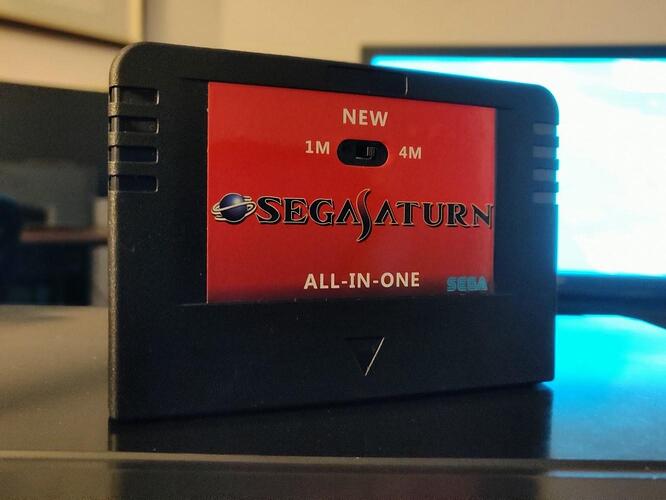 NEW
1M 4M
SEGA SATURN
ALL-IN-ONE
SEGA